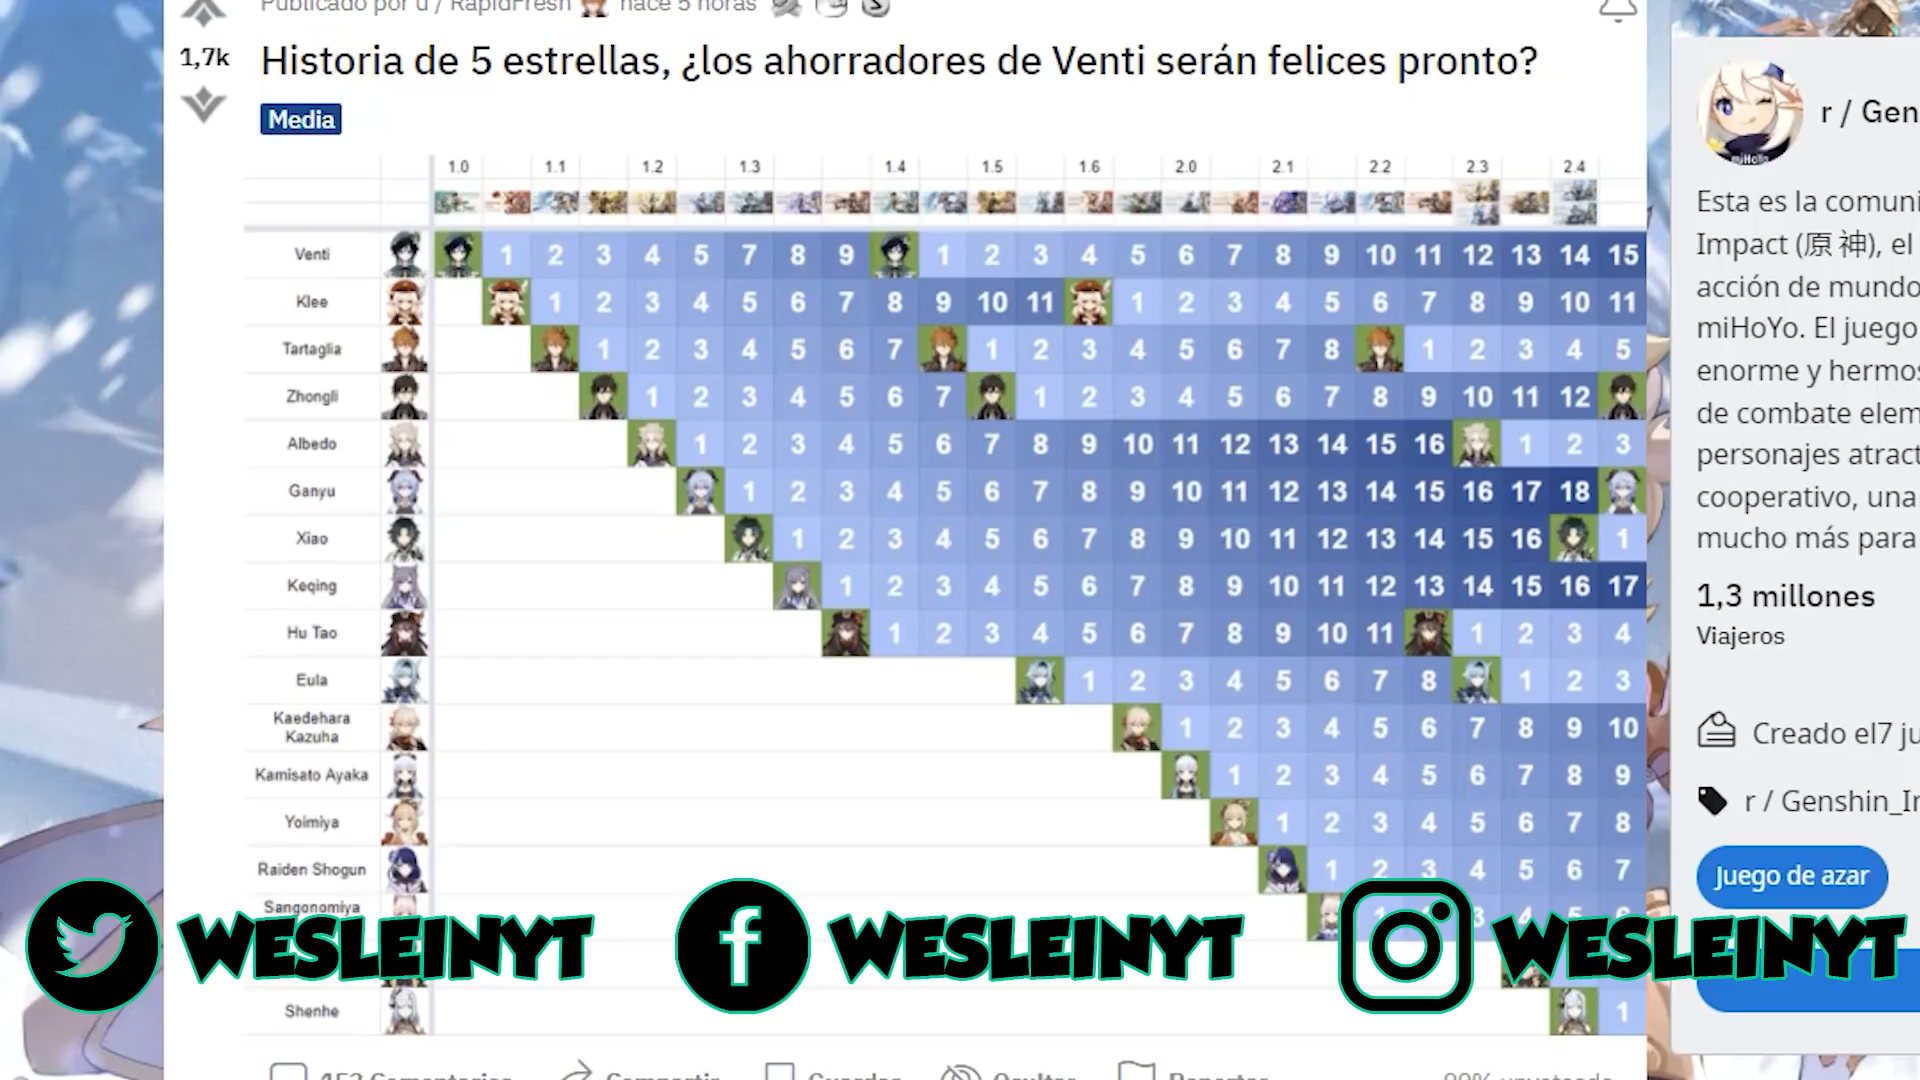 Publicado por u / RapidFresh hace 5 horas
1,7k
Historia de 5 estrellas, ¿los ahorradores de Venti serán felices pronto?
Media
1.0 1.1 1.2 1.3 1.4 1.5 1.6 2.0 2.1 2.2 2.3 2.4
Venti 1 2 3 4 5 7 8 9 1 2 3 4 5 6 7 8 9 10 11 12 13 14 15
Klee 1 2 3 4 5 6 7 8 9 10 11 1 2 3 4 5 6 7 8 9 10 11
Tartaglia 1 2 3 4 5 6 7 1 2 3 4 5 6 7 8 1 2 3 4 5
Zhongli 1 2 3 4 5 6 7 1 2 3 4 5 6 7 8 9 10 11 12
Albedo 1 2 3 4 5 6 7 8 9 10 11 12 13 14 15 16 1 2 3
Ganyu 1 2 3 4 5 6 7 8 9 10 11 12 13 14 15 16 17 18
Xiao 1 2 3 4 5 6 7 8 9 10 11 12 13 14 15 16 1
Keqing 1 2 3 4 5 6 7 8 9 10 11 12 13 14 15 16 17
Hu Tao 1 2 3 4 5 6 7 8 9 10 11 1 2 3 4
Eula 1 2 3 4 5 6 7 8 1 2 3
Kaedehara
Kazuha 1 2 3 4 5 6 7 8 9 10
Kamisato Ayaka 1 2 3 4 5 6 7 8 9
Yoimiya 1 2 3 4 5 6 7 8
Raiden Shogun 1 2 3 4 5 6 7
Sangonomiya
Shenhe 1
WESLEINYT WESLEINYT WESLEINYT
153 Comentarios Compartir Guardar Ocultar Reportar
r / Gen
Esta es la comuni
Impact (原神), el
acción de mundo
miHoYo. El juego
enorme y hermos
de combate elem
personajes atract
cooperativo, una
mucho más para
1,3 millones
Viajeros
Creado el7 ju
r / Genshin_Ir
Juego de azar